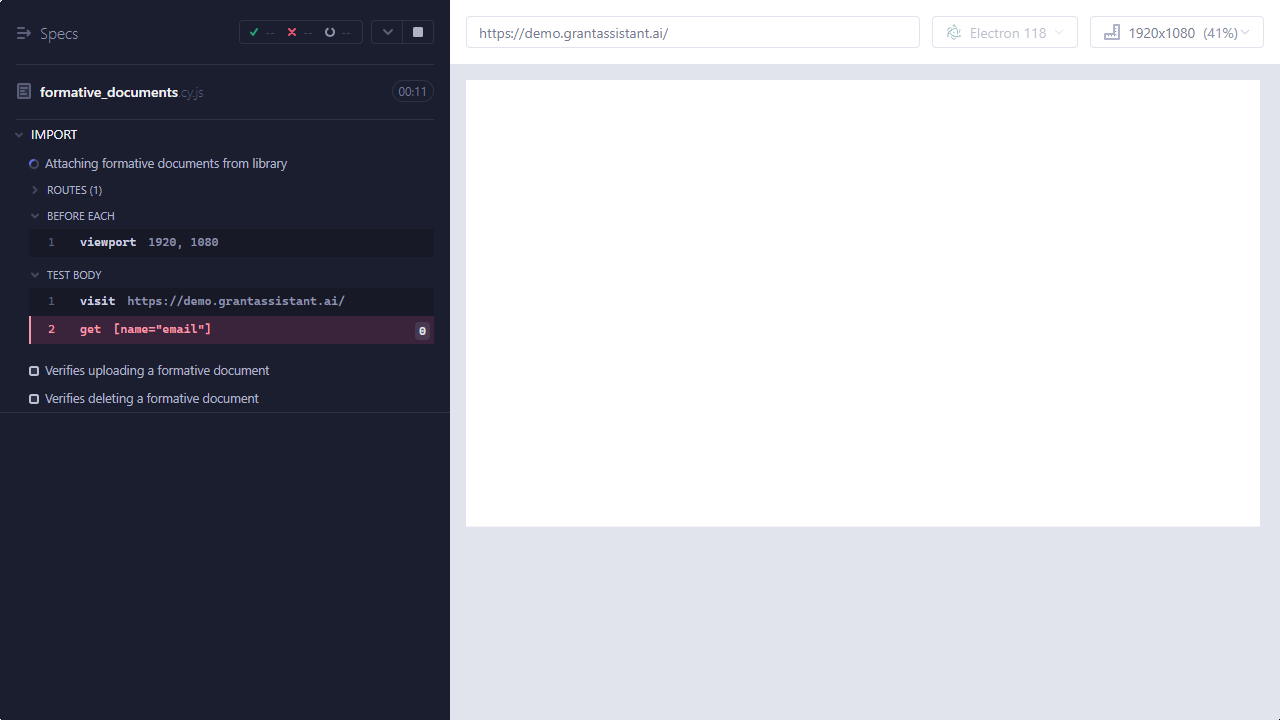 Specs
-- -- --
formative_documents.cy.js
00:11
IMPORT
Attaching formative documents from library
ROUTES (1)
BEFORE EACH
1 viewport 1920, 1080
TEST BODY
1 visit https://demo.grantassistant.ai/
2 get [name="email"] 0
Verifies uploading a formative document
Verifies deleting a formative document
https://demo.grantassistant.ai/
Electron 118
1920x1080 (41%)